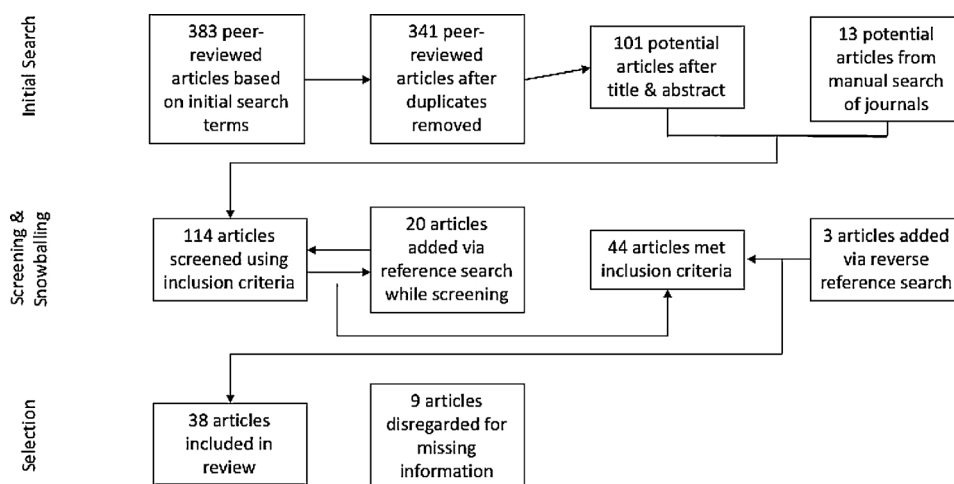 Initial Search
383 peer-
reviewed
articles based
on initial search
terms
341 peer-
reviewed
articles after
duplicates
removed
101 potential
articles after
title & abstract
13 potential
articles from
manual search
of journals
Screening &
Snowballing
114 articles
screened using
inclusion criteria
20 articles
added via
reference search
while screening
44 articles met
inclusion criteria
3 articles added
via reverse
reference search
Selection
38 articles
included in
review
9 articles
disregarded for
missing
information